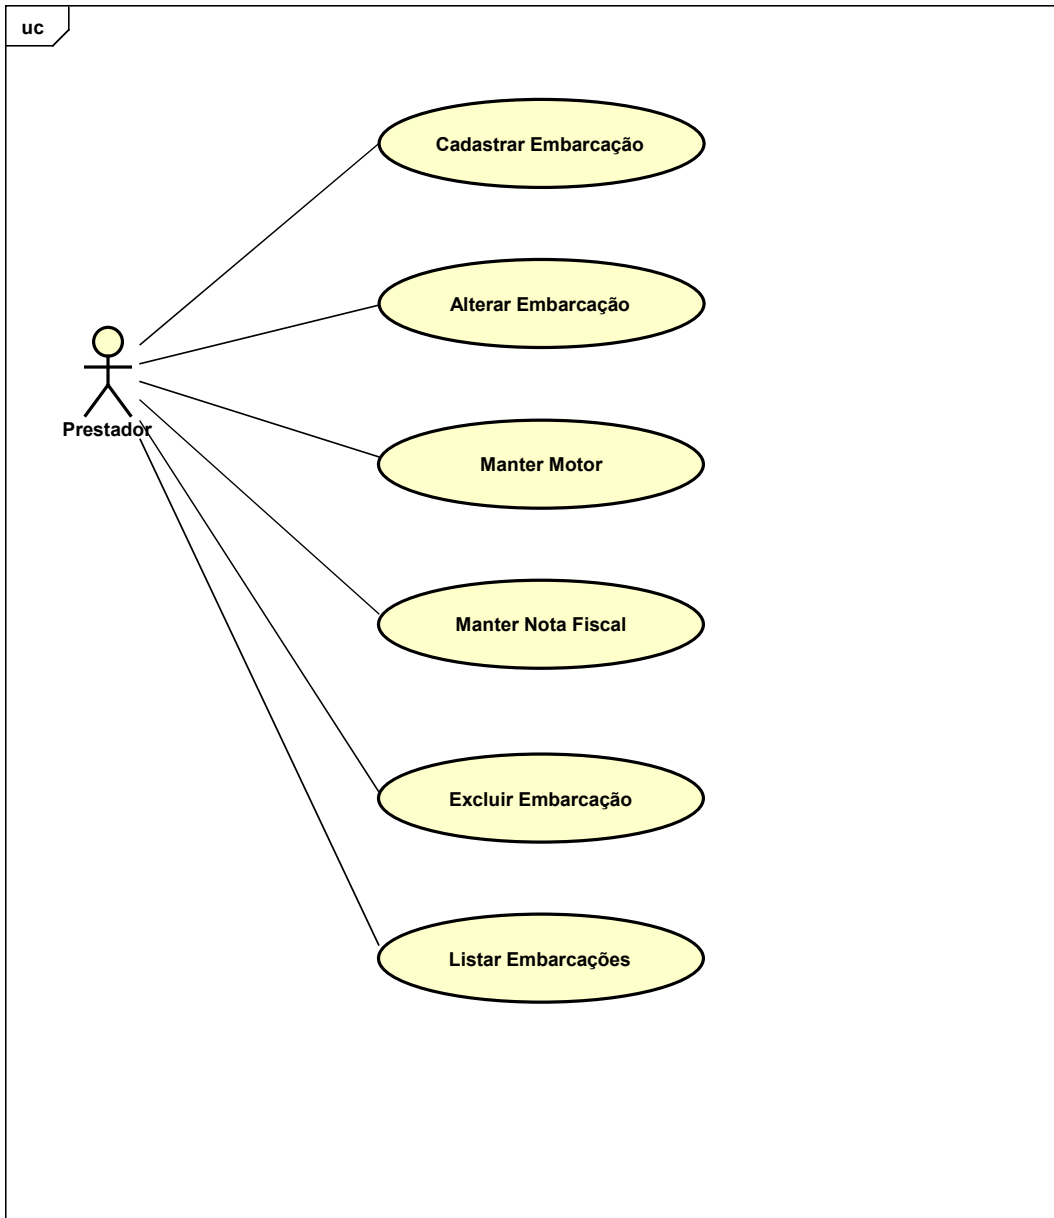 uc
Cadastrar Embarcação
Alterar Embarcação
Prestador
Manter Motor
Manter Nota Fiscal
Excluir Embarcação
Listar Embarcações